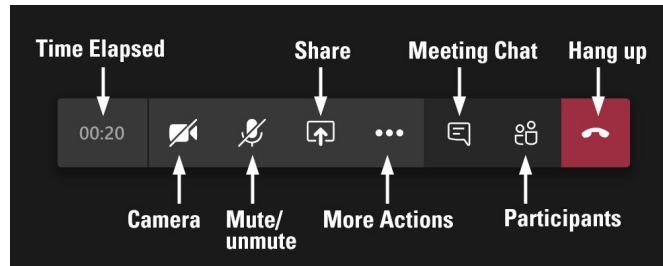 Time Elapsed
Share
Meeting Chat
Hang up
00:20
Camera
Mute/
unmute
More Actions
Participants